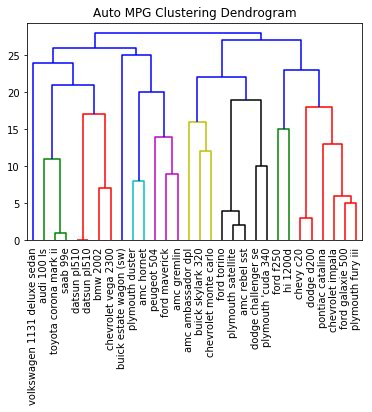 Auto MPG Clustering Dendrogram
25
20
15
10
5
0
volkswagen 1131 deluxe sedan
audi 100 ls
toyota corona mark ii
saab 99e
datsun pl510
datsun pl510
bmw 2002
chevrolet vega 2300
buick estate wagon (sw)
plymouth duster
amc hornet
peugeot 504
ford maverick
amc gremlin
amc ambassador dpl
buick skylark 320
chevrolet monte carlo
ford torino
plymouth satellite
amc rebel sst
dodge challenger se
plymouth 'cuda 340
ford f250
hi 1200d
chevy c20
dodge d200
pontiac catalina
chevrolet impala
ford galaxie 500
plymouth fury iii